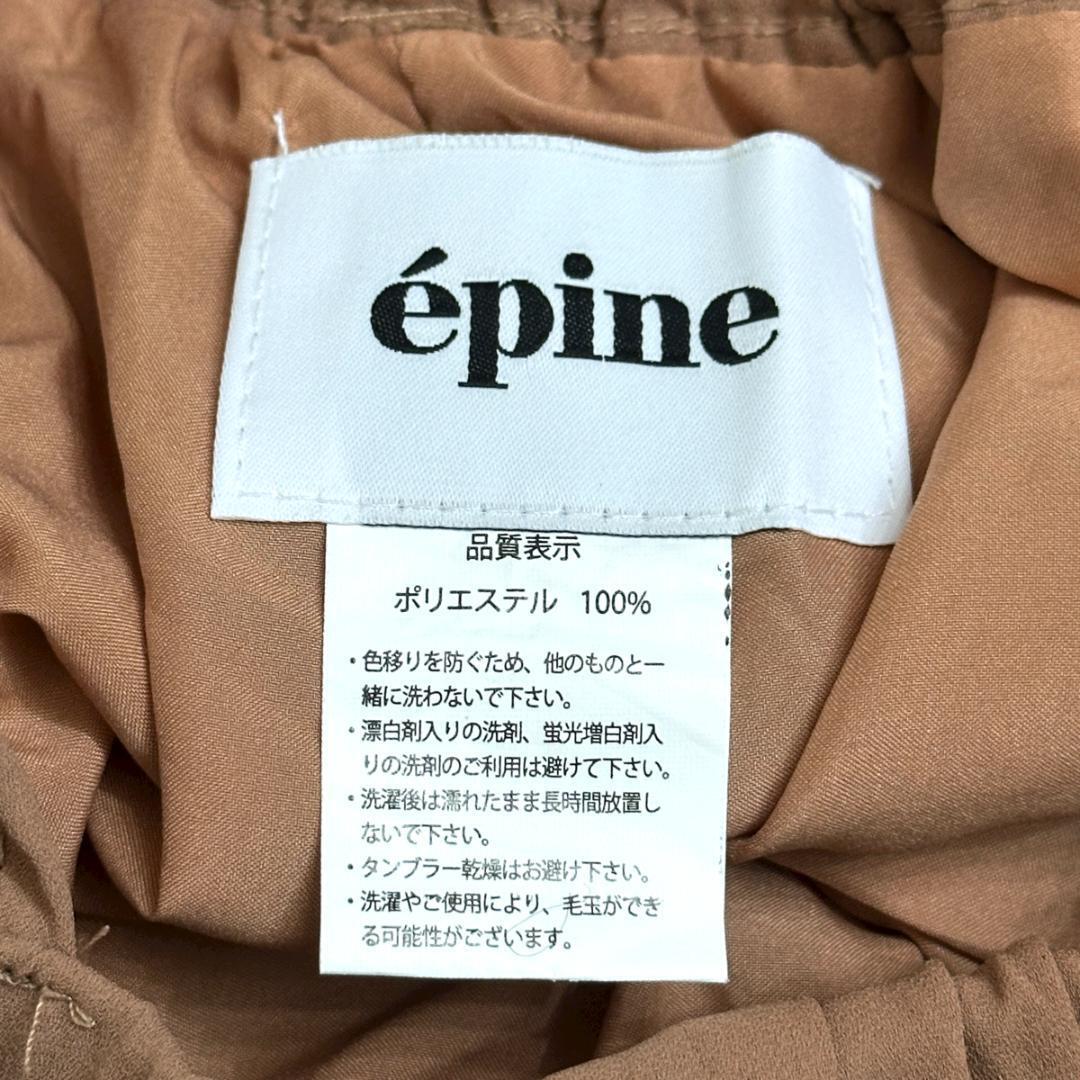 épine
品質表示
ポリエステル 100%
・色移りを防ぐため、他のものと一
緒に洗わないで下さい。
・漂白剤入りの洗剤、蛍光増白剤入
りの洗剤のご利用は避けて下さい。
・洗濯後は濡れたまま長時間放置し
ないで下さい。
・タンブラー乾燥はお避け下さい。
・洗濯やご使用により、毛玉ができ
る可能性がございます。